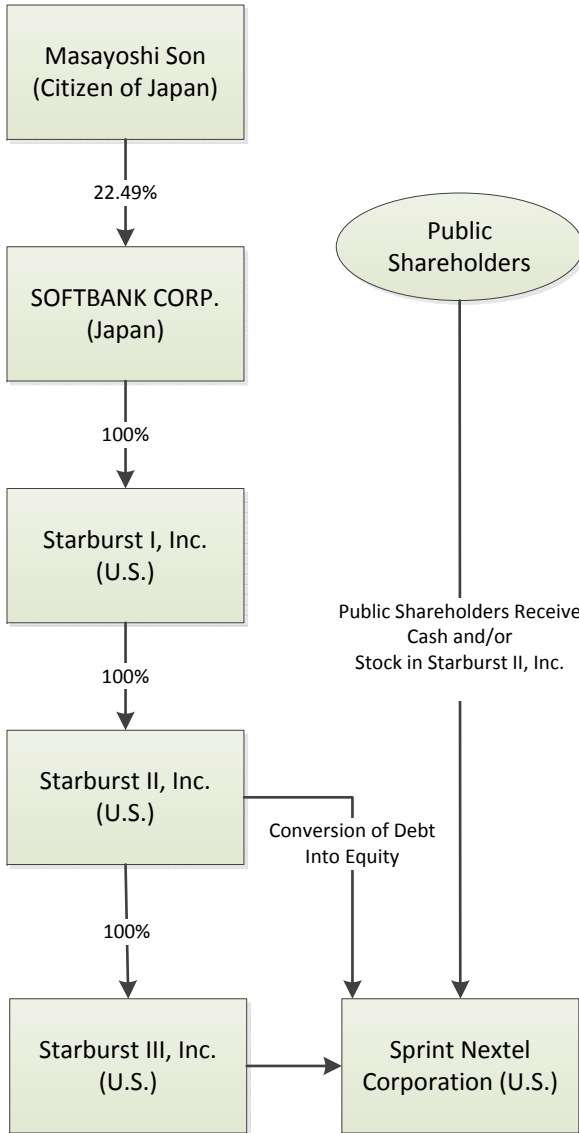 Masayoshi Son
(Citizen of Japan)
22.49%
SOFTBANK CORP.
(Japan)
100%
Starburst I, Inc.
(U.S.)
100%
Starburst II, Inc.
(U.S.)
100%
Starburst III, Inc.
(U.S.)
Public
Shareholders
Public Shareholders Receive
Cash and/or
Stock in Starburst II, Inc.
Conversion of Debt
Into Equity
Sprint Nextel
Corporation (U.S.)